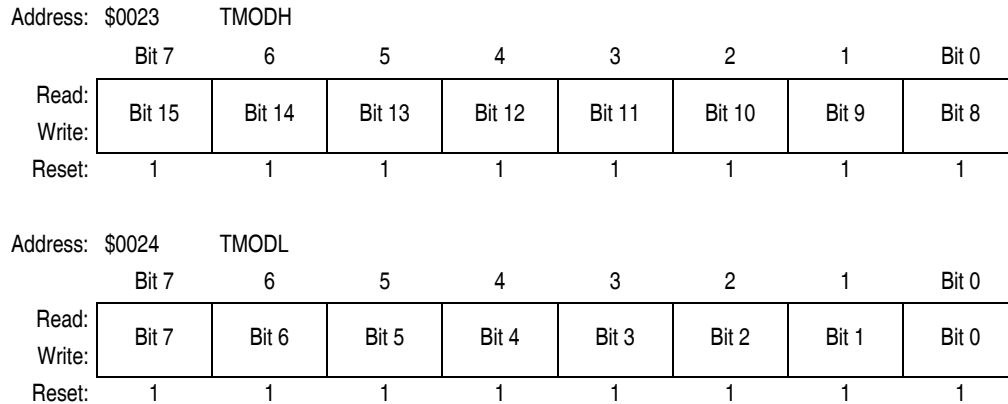 Address: $0023 TMODH
Bit 7 6 5 4 3 2 1 Bit 0
Read:
Bit 15 Bit 14 Bit 13 Bit 12 Bit 11 Bit 10 Bit 9 Bit 8
Write:
Reset: 1 1 1 1 1 1 1 1
Address: $0024 TMODL
Bit 7 6 5 4 3 2 1 Bit 0
Read:
Bit 7 Bit 6 Bit 5 Bit 4 Bit 3 Bit 2 Bit 1 Bit 0
Write:
Reset: 1 1 1 1 1 1 1 1